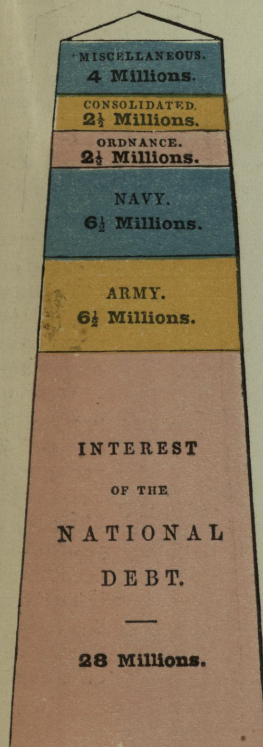 MISCELLANEOUS.
4 Millions.
CONSOLIDATED.
2½ Millions.
ORDNANCE.
2½ Millions.
NAVY.
6½ Millions.
ARMY.
6½ Millions.
INTEREST
OF THE
NATIONAL
DEBT.
28 Millions.